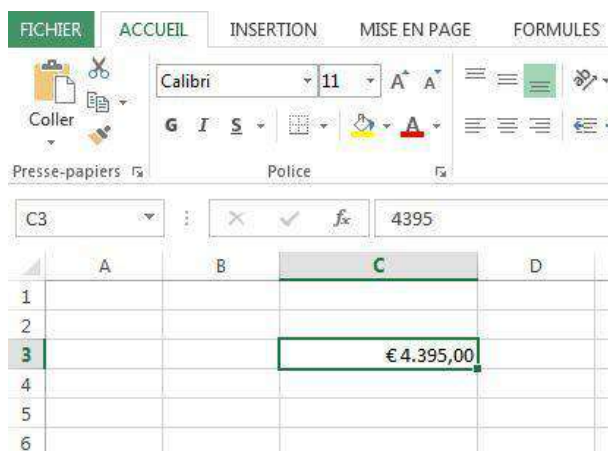 FICHIER ACCUEIL INSERTION MISE EN PAGE FORMULES
Calibri 11 A A
Coller G I S A
Presse-papiers Police
C3 fx 4395
A B C D
1
2
3 € 4.395,00
4
5
6